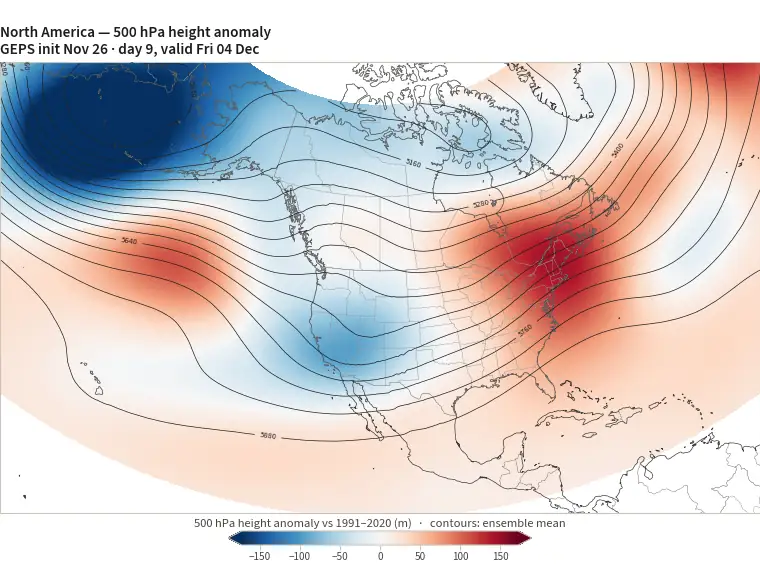 North America — 500 hPa height anomaly
GEPS init Nov 26 · day 9, valid Fri 04 Dec
5160
5400
5280
5640
5760
5880
500 hPa height anomaly vs 1991–2020 (m) · contours: ensemble mean
−150 −100 −50 0 50 100 150